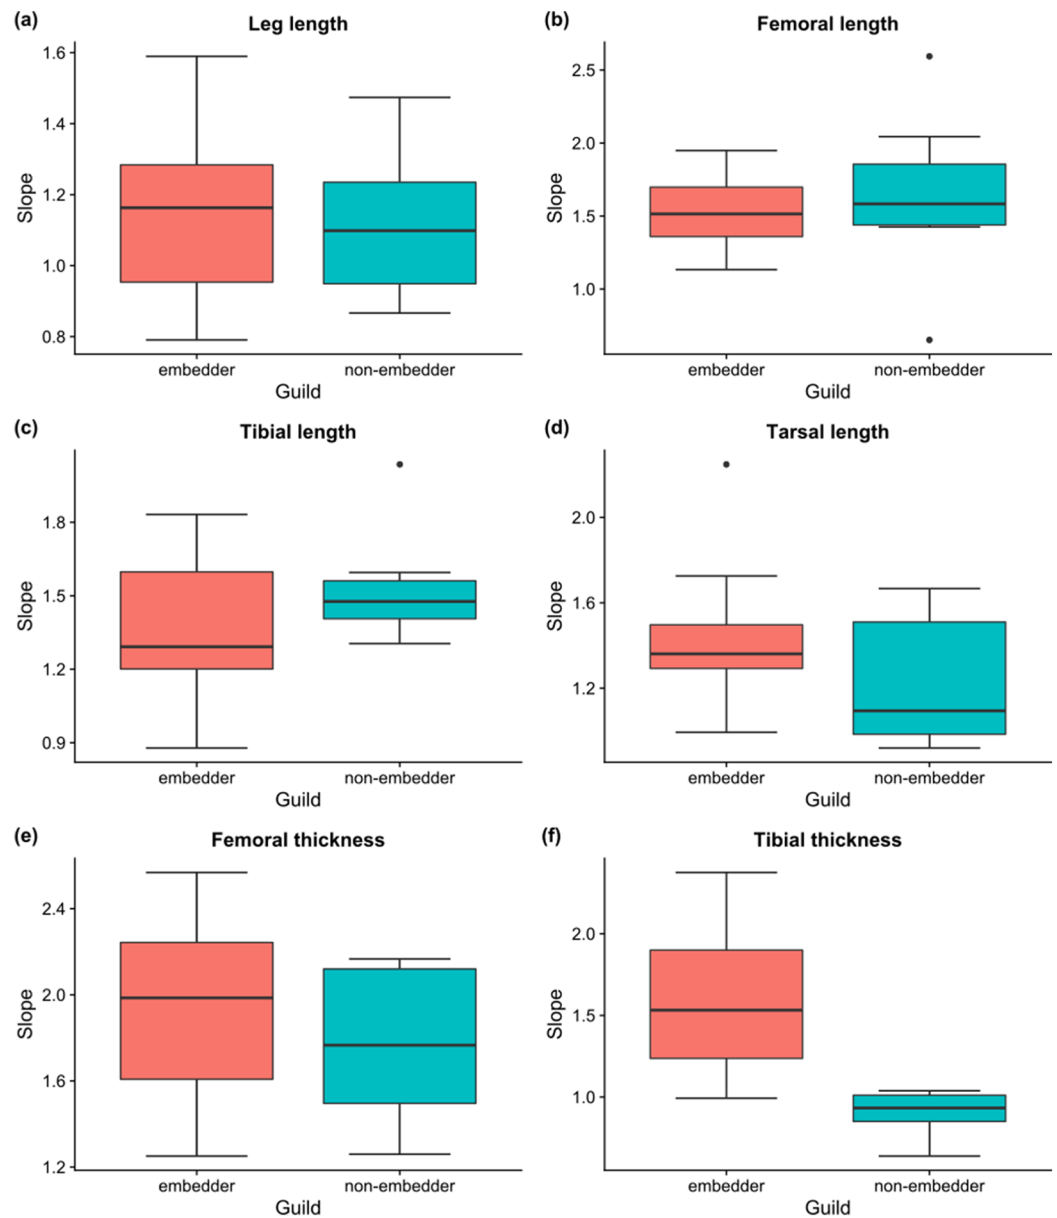 (a) Leg length
Slope
1.6
1.4
1.2
1.0
0.8
embedder non-embedder
Guild
(b) Femoral length
Slope
2.5
2.0
1.5
1.0
embedder non-embedder
Guild
(c) Tibial length
Slope
1.8
1.5
1.2
0.9
embedder non-embedder
Guild
(d) Tarsal length
Slope
2.0
1.6
1.2
embedder non-embedder
Guild
(e) Femoral thickness
Slope
2.4
2.0
1.6
1.2
embedder non-embedder
Guild
(f) Tibial thickness
Slope
2.0
1.5
1.0
embedder non-embedder
Guild